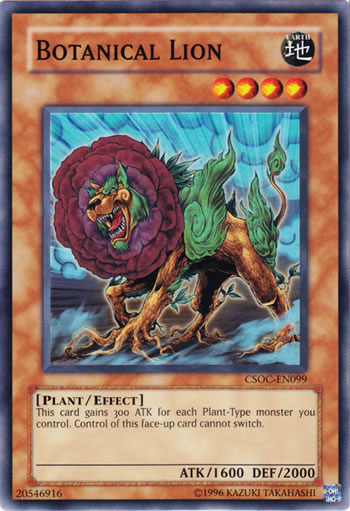 BOTANICAL LION
EARTH
地
CSOC-EN099
[PLANT/EFFECT]
This card gains 300 ATK for each Plant-Type monster you
control. Control of this face-up card cannot switch.
ATK/1600 DEF/2000
20546916
©1996 KAZUKI TAKAHASHI